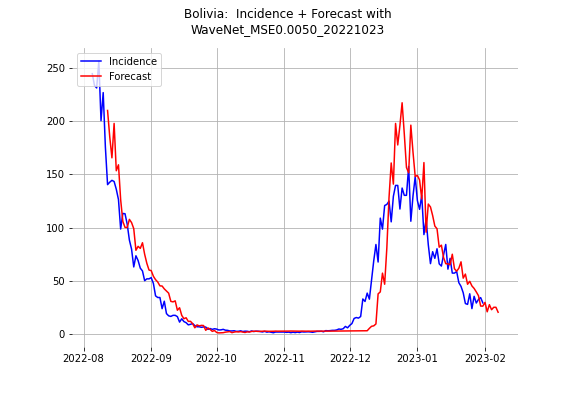 Bolivia:  Incidence + Forecast with
WaveNet_MSE0.0050_20221023
Incidence
Forecast
250
200
150
100
50
0
2022-08 2022-09 2022-10 2022-11 2022-12 2023-01 2023-02